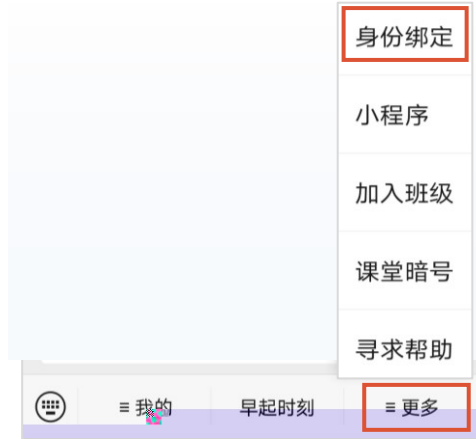 身份绑定
小程序
加入班级
课堂暗号
寻求帮助
≡ 我的 早起时刻 ≡ 更多